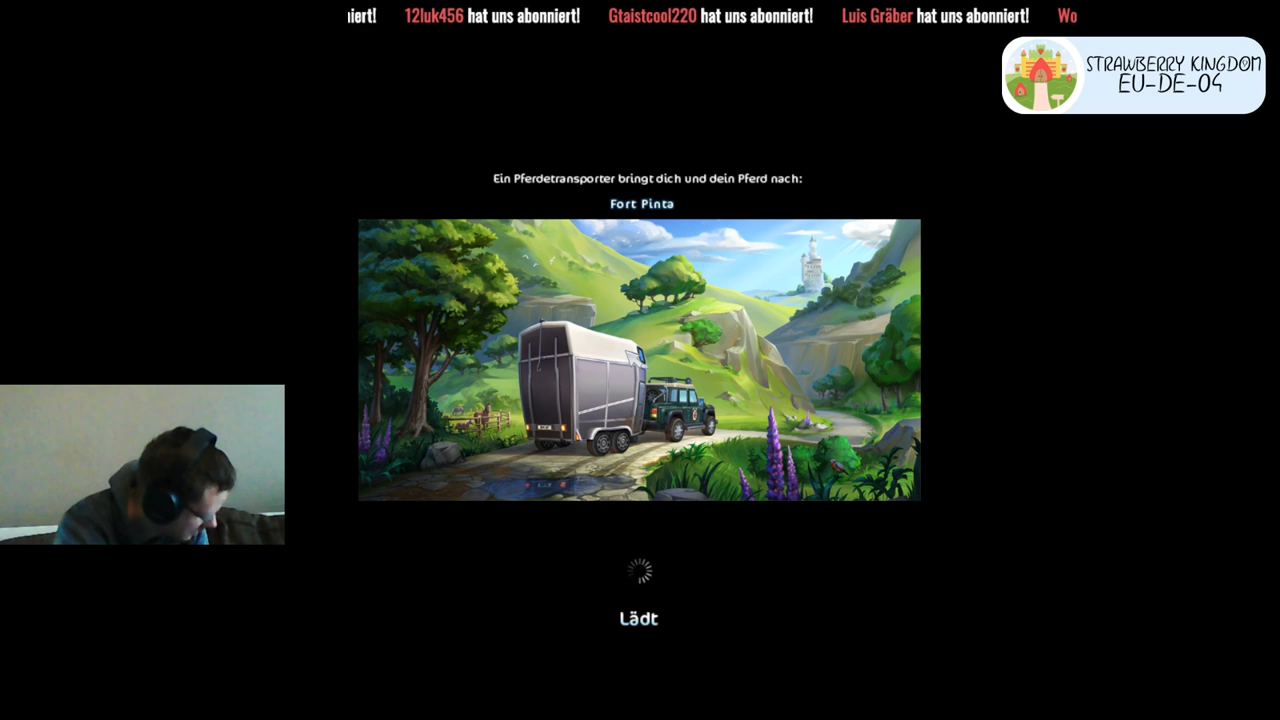 iert! 12luk456 hat uns abonniert! Gtaistcool220 hat uns abonniert! Luis Gräber hat uns abonniert! Wo
STRAWBERRY KINGDOM
EU-DE-04
Ein Pferdetransporter bringt dich und dein Pferd nach:
Fort Pinta
Lädt